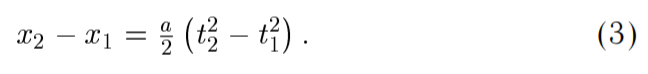 x₂ − x₁ = a/2 (t₂² − t₁²) . (3)